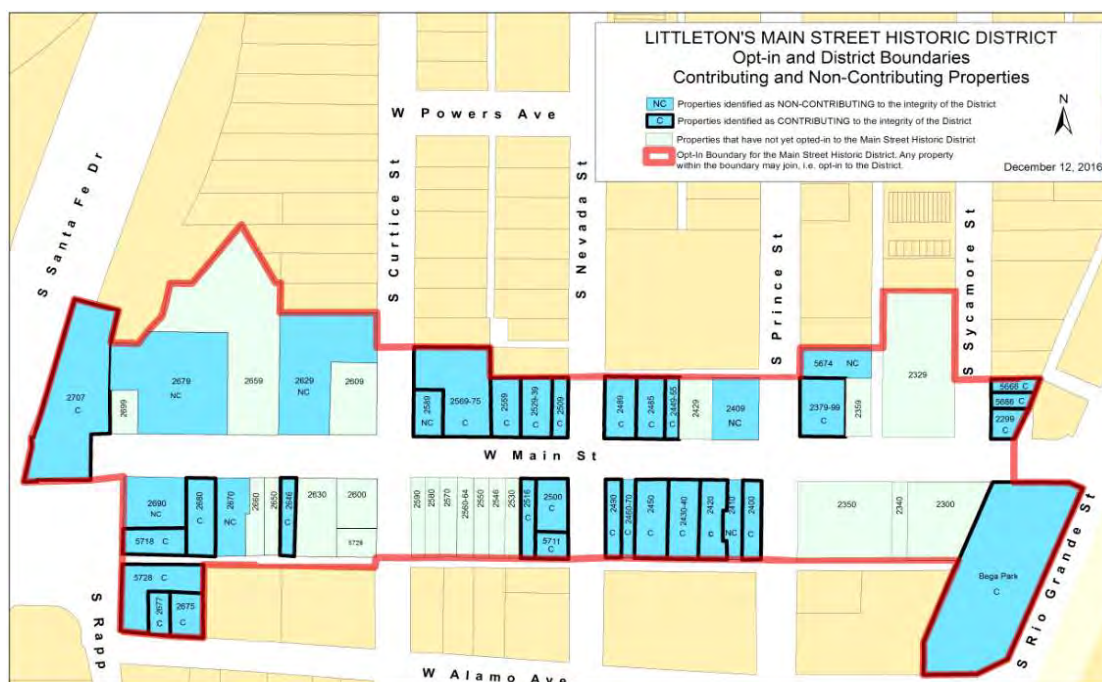 LITTLETON'S MAIN STREET HISTORIC DISTRICT
Opt-in and District Boundaries
Contributing and Non-Contributing Properties
NC Properties identified as NON-CONTRIBUTING to the integrity of the District
C Properties identified as CONTRIBUTING to the integrity of the District
Properties that have not yet opted-in to the Main Street Historic District
Opt-In Boundary for the Main Street Historic District. Any property
within the boundary may join, i.e. opt-in to the District.
N
December 12, 2016
W Powers Ave
S Santa Fe Dr
S Curtice St
S Nevada St
S Prince St
S Sycamore St
2707
C
2699
2679
NC
2659
2629
NC
2609
2589
NC
2569-75
C
2559
C
2529-39
C
2509
C
2489
C
2485
C
2449-55
C
2429
2409
NC
5674 NC
2379-99
C
2359
2329
5666 C
5686 C
2299
C
W Main St
2690
NC
5718 C
2680
C
2670
NC
2660
2650
2646
C
2630
2600
5728 C
2677
C
2675
C
2590
2580
2570
2560-64
2550
2546
2530
2516
C
2500
C
5711
C
2490
C
2460-70
C
2450
C
2430-40
C
2420
C
2410
NC
2400
C
2350
2340
2300
Bega Park
C
S Rapp
W Alamo Ave
S Rio Grande St